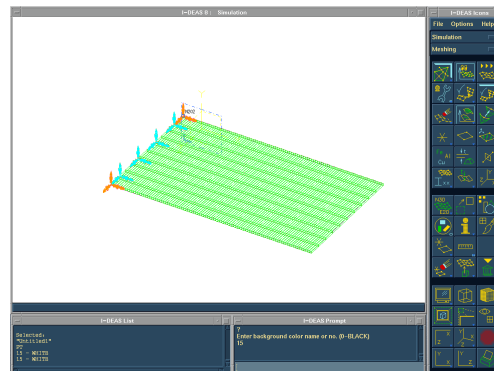 I-DEAS 8 : Simulation
I-DEAS Icons
File Options Help
Simulation
Meshing
I-DEAS List
Selected:
"Untitled1"
F7
15 - WHITE
15 - WHITE
I-DEAS Prompt
?
Enter background color name or no. (0-BLACK)
15